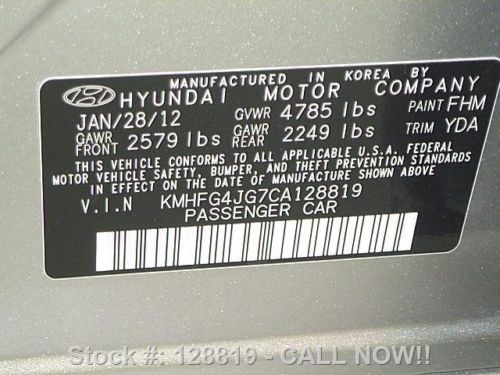 MANUFACTURED IN KOREA BY
HYUNDAI MOTOR COMPANY
JAN/28/12 GVWR 4785 lbs PAINT FHM
GAWR FRONT 2579 lbs GAWR REAR 2249 lbs TRIM YDA
THIS VEHICLE CONFORMS TO ALL APPLICABLE U.S.A. FEDERAL
MOTOR VEHICLE SAFETY, BUMPER, AND THEFT PREVENTION STANDARDS
IN EFFECT ON THE DATE OF MANUFACTURE SHOWN ABOVE
V.I.N KMHFG4JG7CA128819
PASSENGER CAR
Stock #: 128819 - CALL NOW!!